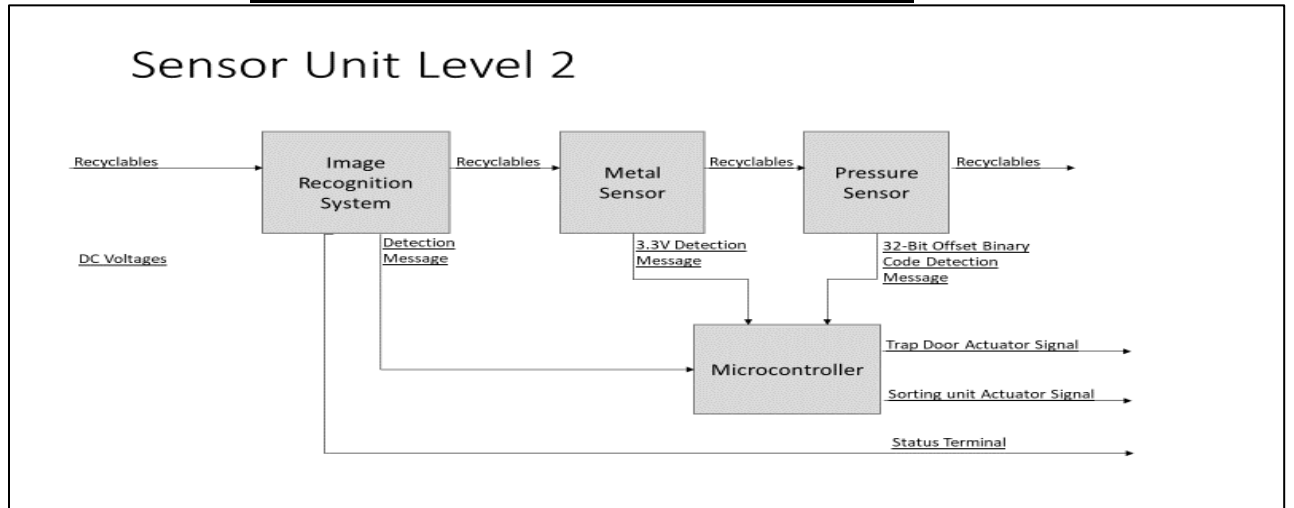 Sensor Unit Level 2
Recyclables
Image
Recognition
System
Recyclables
Metal
Sensor
Recyclables
Pressure
Sensor
Recyclables
DC Voltages
Detection
Message
3.3V Detection
Message
32-Bit Offset Binary
Code Detection
Message
Microcontroller
Trap Door Actuator Signal
Sorting unit Actuator Signal
Status Terminal